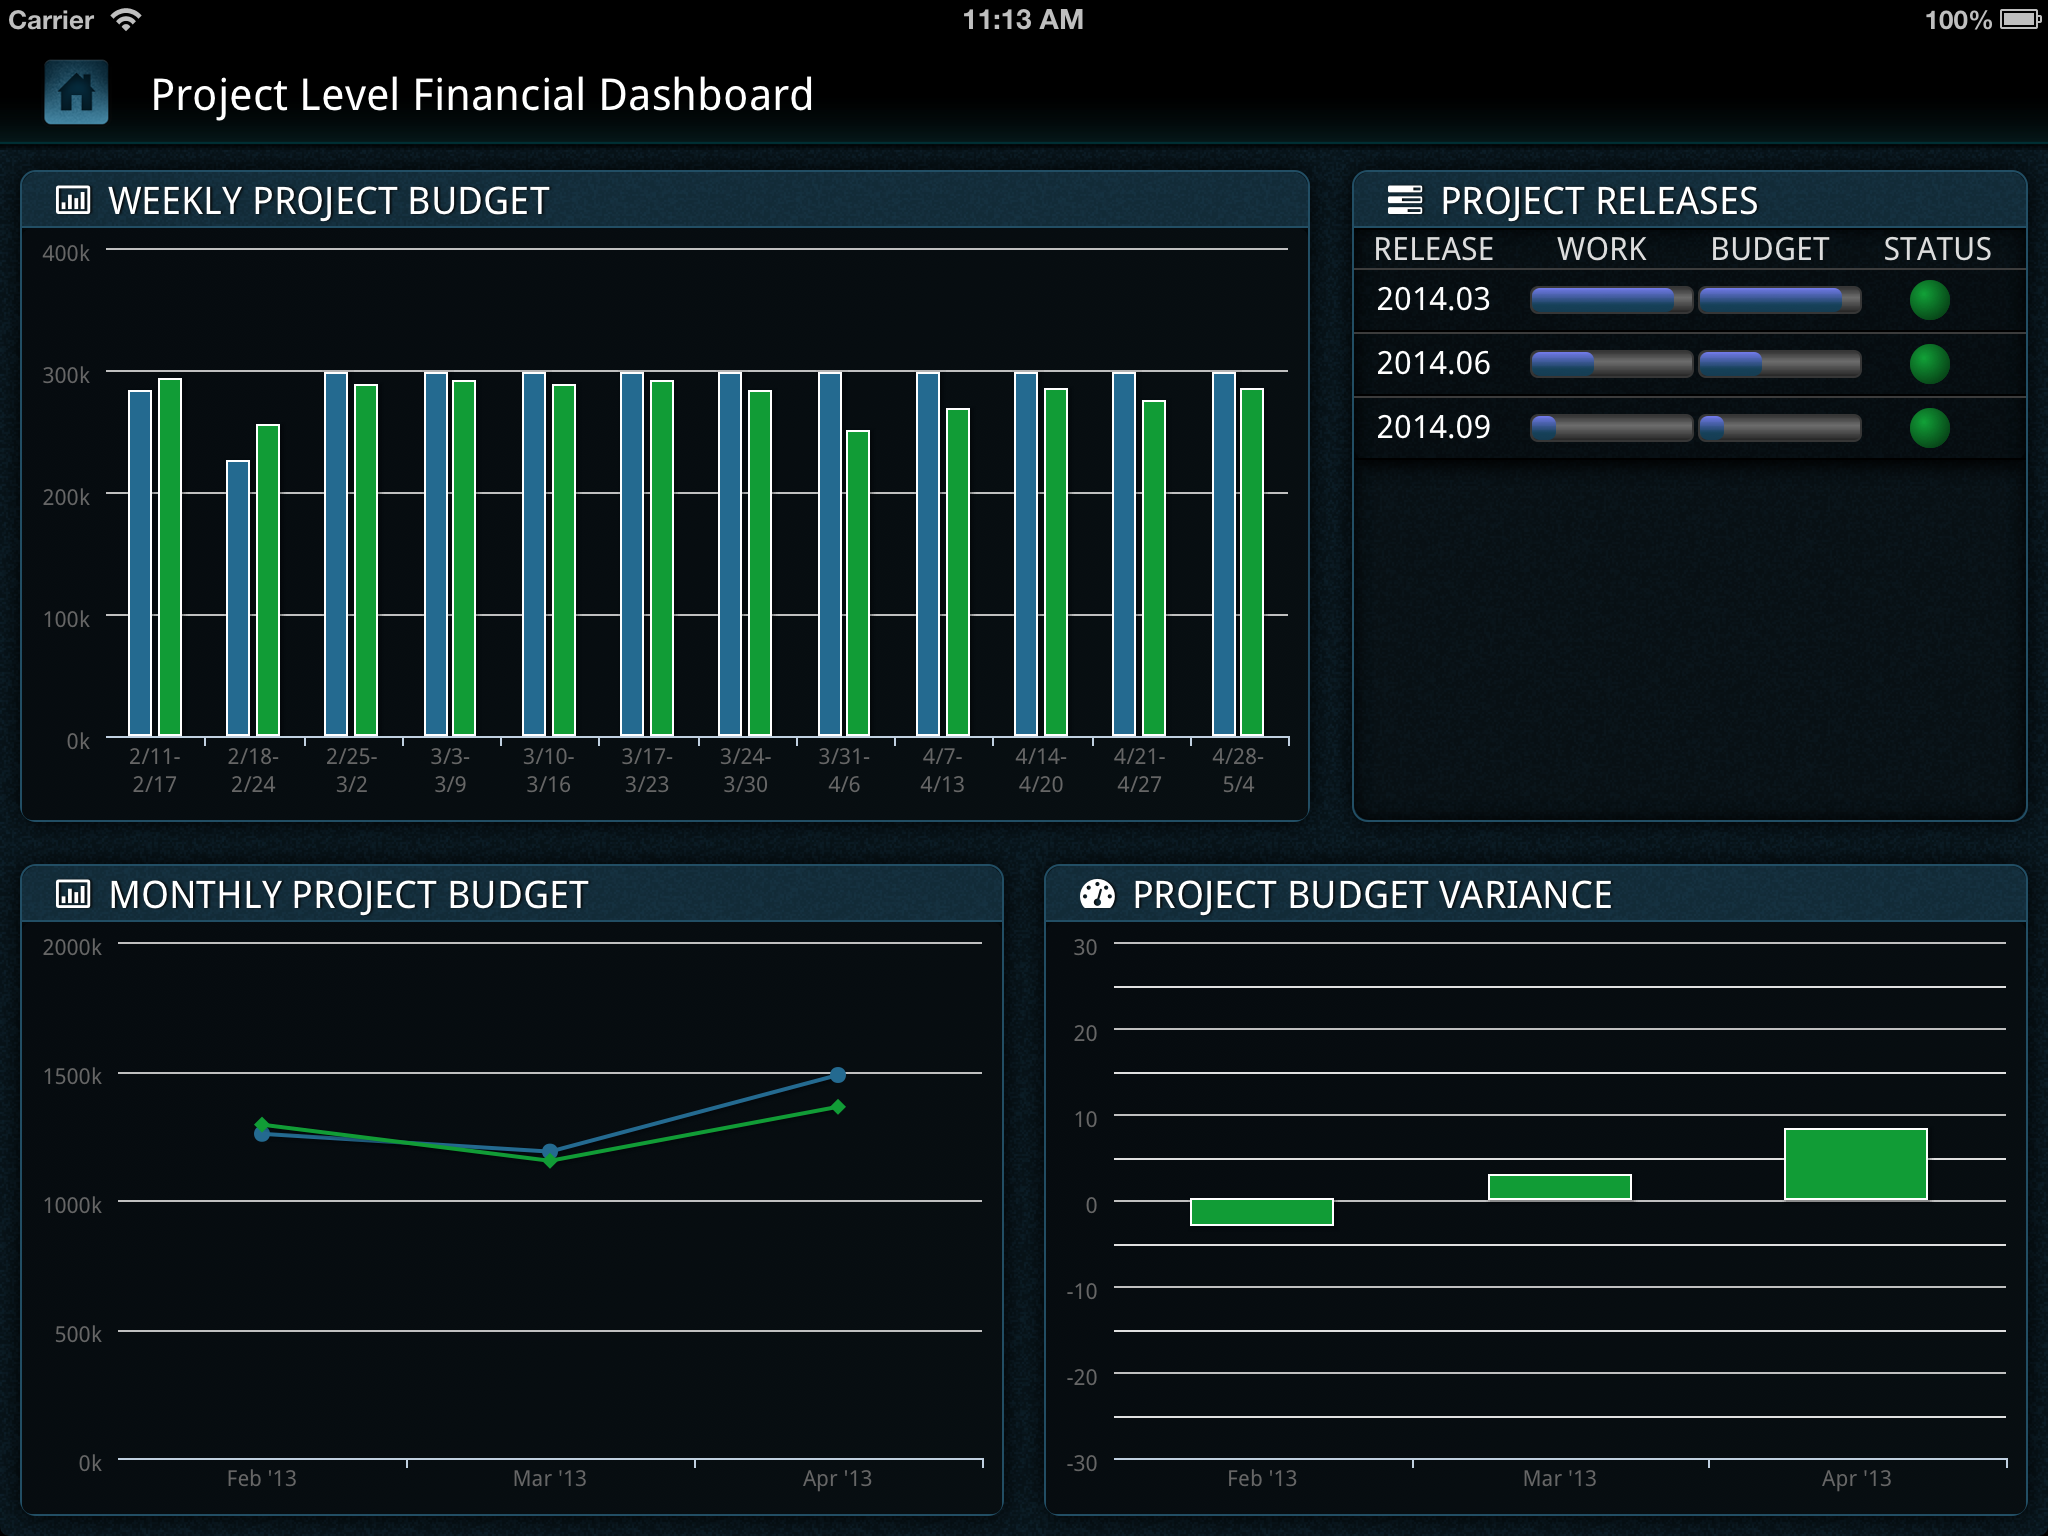 Carrier 11:13 AM 100%
Project Level Financial Dashboard
WEEKLY PROJECT BUDGET
400k
300k
200k
100k
0k
2/11- 2/18- 2/25- 3/3- 3/10- 3/17- 3/24- 3/31- 4/7- 4/14- 4/21- 4/28-
2/17 2/24 3/2 3/9 3/16 3/23 3/30 4/6 4/13 4/20 4/27 5/4
PROJECT RELEASES
RELEASE WORK BUDGET STATUS
2014.03
2014.06
2014.09
MONTHLY PROJECT BUDGET
2000k
1500k
1000k
500k
0k
Feb '13 Mar '13 Apr '13
PROJECT BUDGET VARIANCE
30
20
10
0
-10
-20
-30
Feb '13 Mar '13 Apr '13